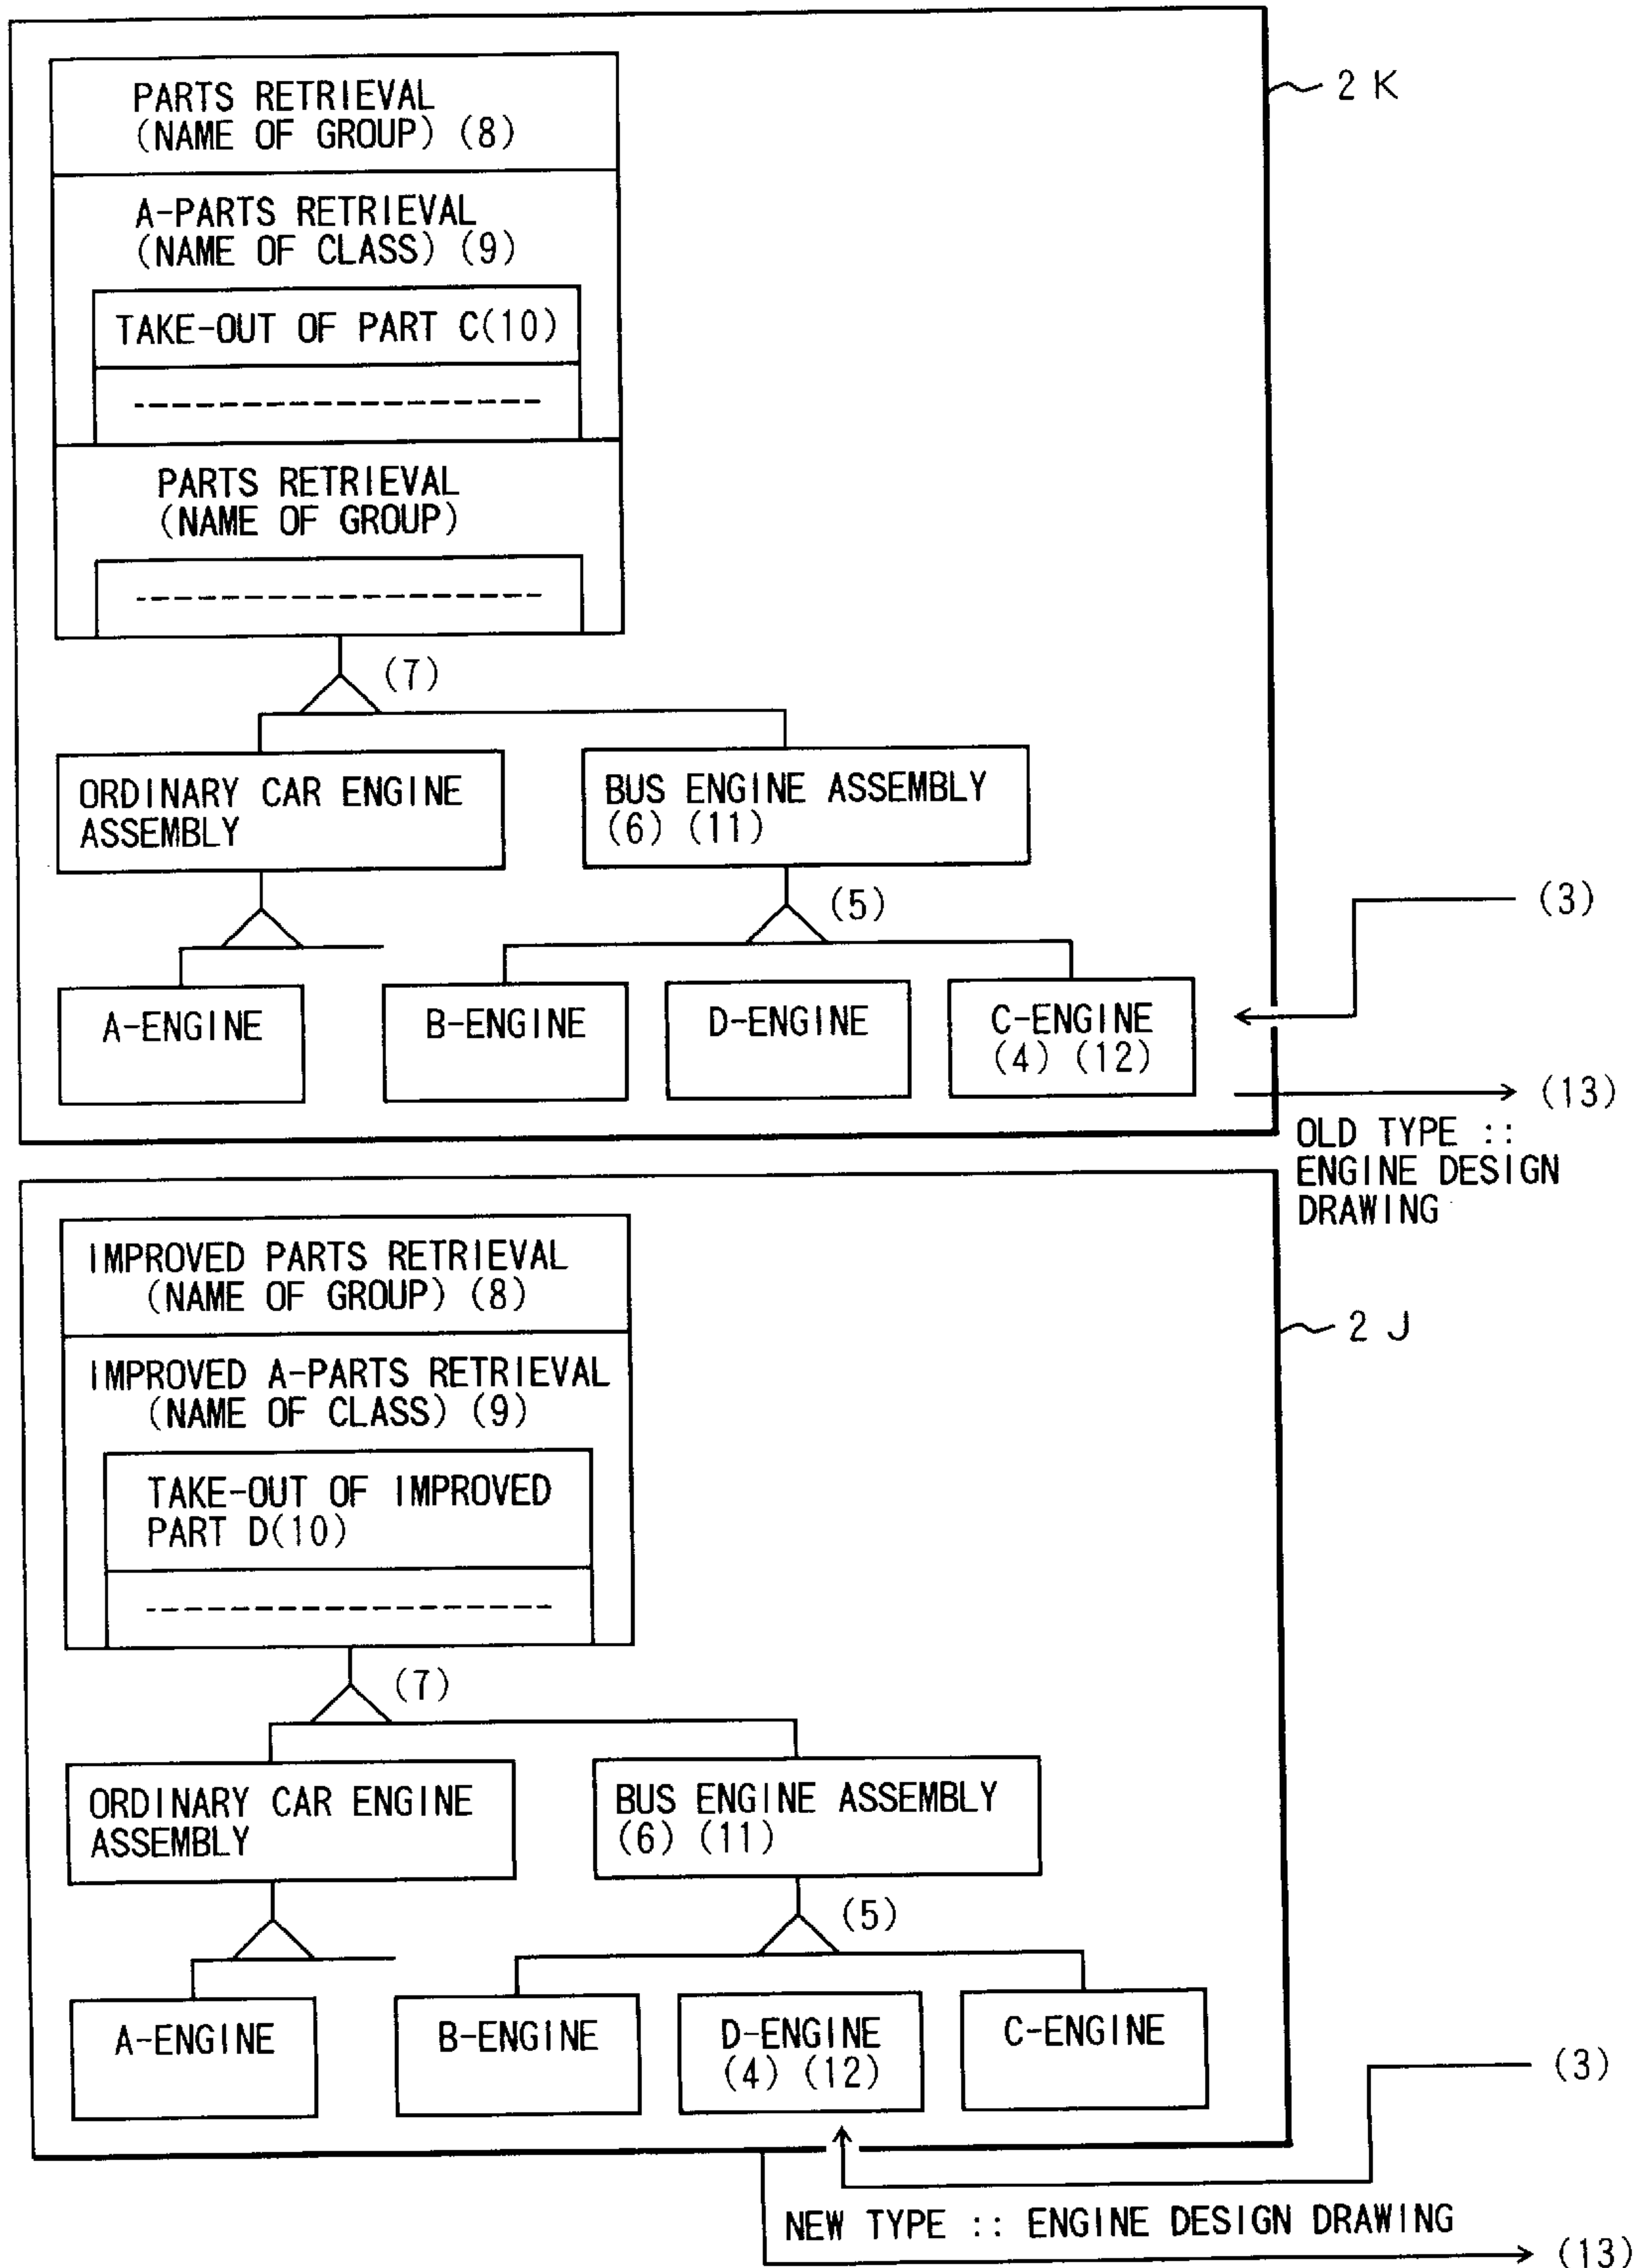 2 K
PARTS RETRIEVAL
(NAME OF GROUP) (8)
A-PARTS RETRIEVAL
(NAME OF CLASS) (9)
TAKE-OUT OF PART C(10)
PARTS RETRIEVAL
(NAME OF GROUP)
(7)
ORDINARY CAR ENGINE
ASSEMBLY
BUS ENGINE ASSEMBLY
(6) (11)
(5)
(3)
A-ENGINE
B-ENGINE
D-ENGINE
C-ENGINE
(4) (12)
(13)
OLD TYPE ::
ENGINE DESIGN
DRAWING
2 J
IMPROVED PARTS RETRIEVAL
(NAME OF GROUP) (8)
IMPROVED A-PARTS RETRIEVAL
(NAME OF CLASS) (9)
TAKE-OUT OF IMPROVED
PART D(10)
(7)
ORDINARY CAR ENGINE
ASSEMBLY
BUS ENGINE ASSEMBLY
(6) (11)
(5)
A-ENGINE
B-ENGINE
D-ENGINE
(4) (12)
C-ENGINE
(3)
NEW TYPE :: ENGINE DESIGN DRAWING
(13)